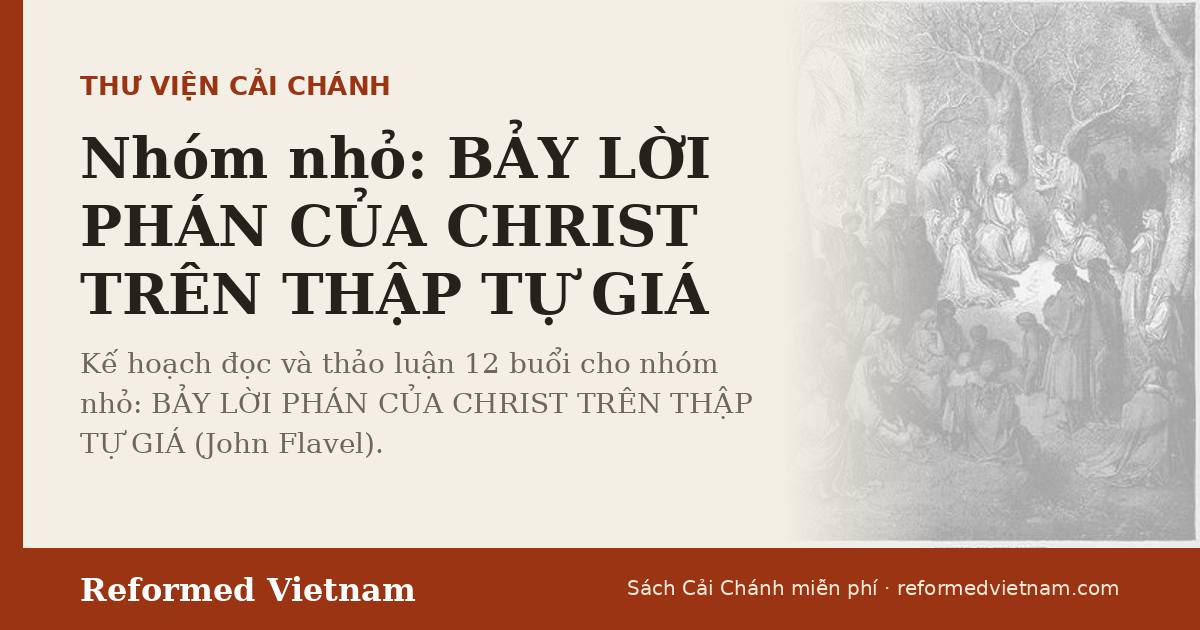 THƯ VIỆN CẢI CHÁNH
Nhóm nhỏ: BẢY LỜI
PHÁN CỦA CHRIST
TRÊN THẬP TỰ GIÁ
Kế hoạch đọc và thảo luận 12 buổi cho nhóm
nhỏ: BẢY LỜI PHÁN CỦA CHRIST TRÊN THẬP
TỰ GIÁ (John Flavel).
Reformed Vietnam
Sách Cải Chánh miễn phí · reformedvietnam.com